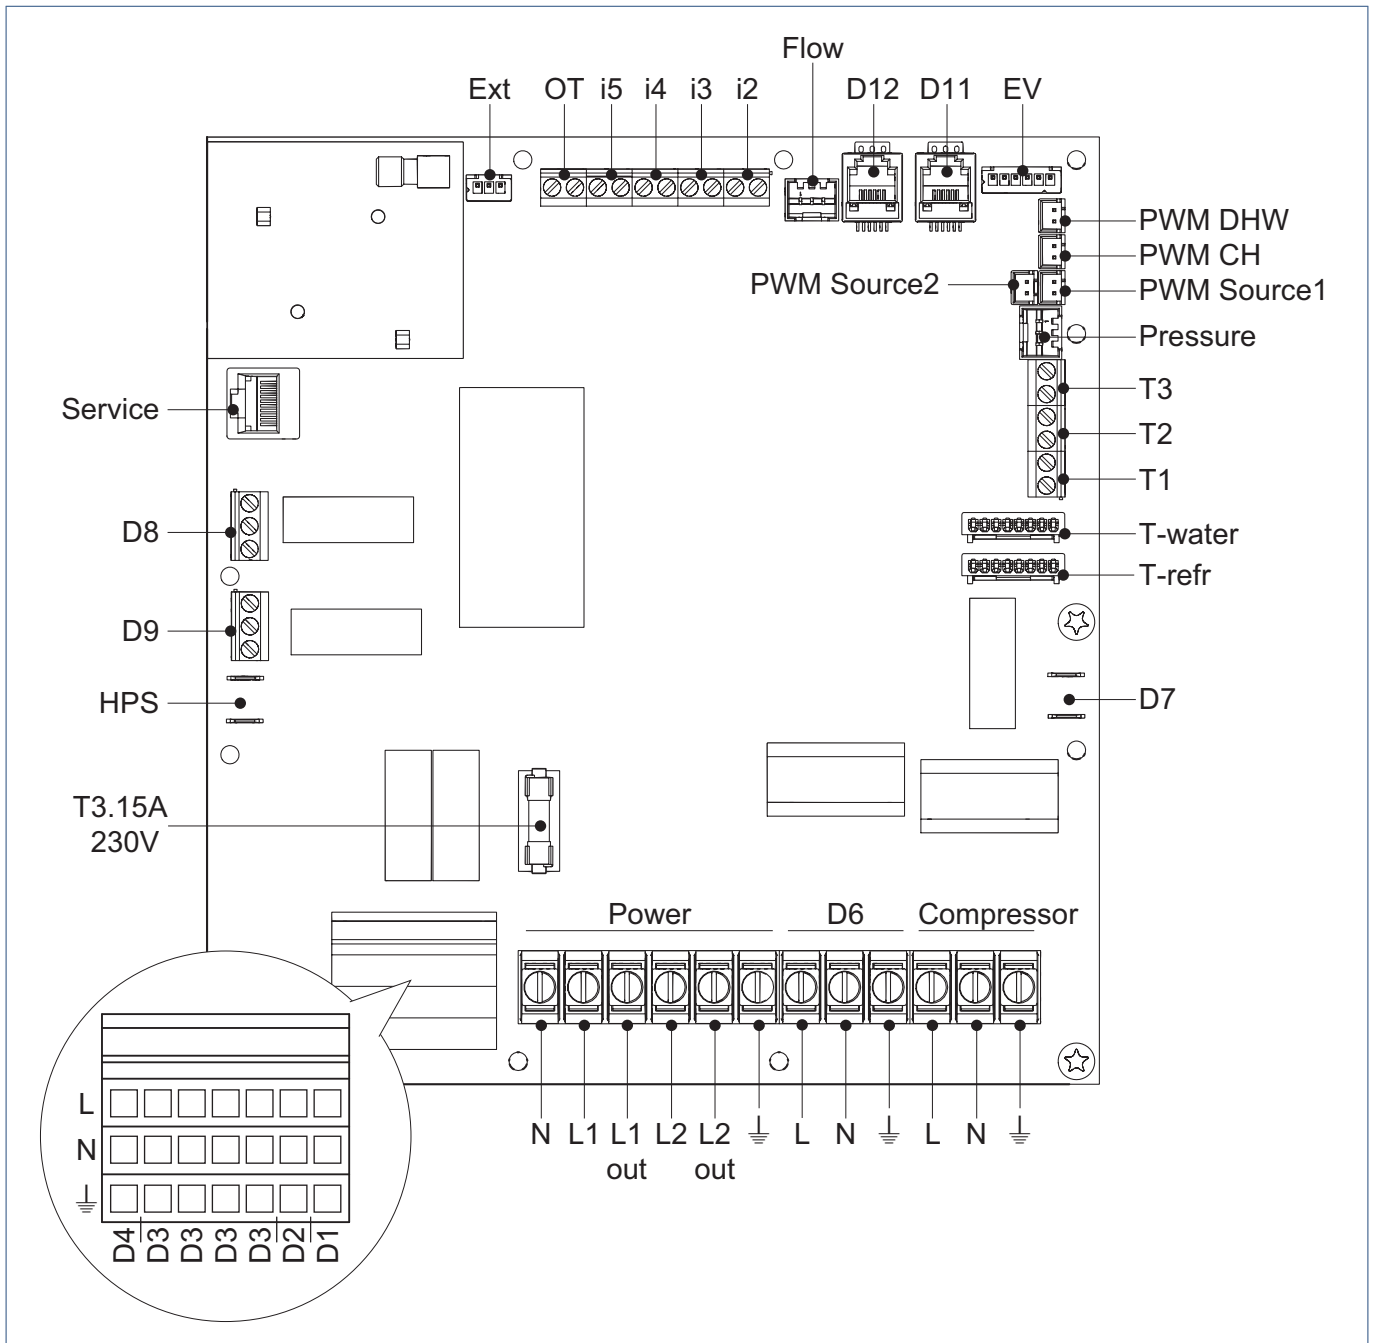 Flow
Ext OT i5 i4 i3 i2 D12 D11 EV
PWM DHW
PWM CH
PWM Source2
PWM Source1
Pressure
T3
Service
T2
T1
D8
T-water
T-refr
D9
HPS
D7
T3.15A
230V
Power D6 Compressor
L
N
N L1 L1 L2 L2 L N L N
out out
D4 D3 D3 D3 D3 D2 D1